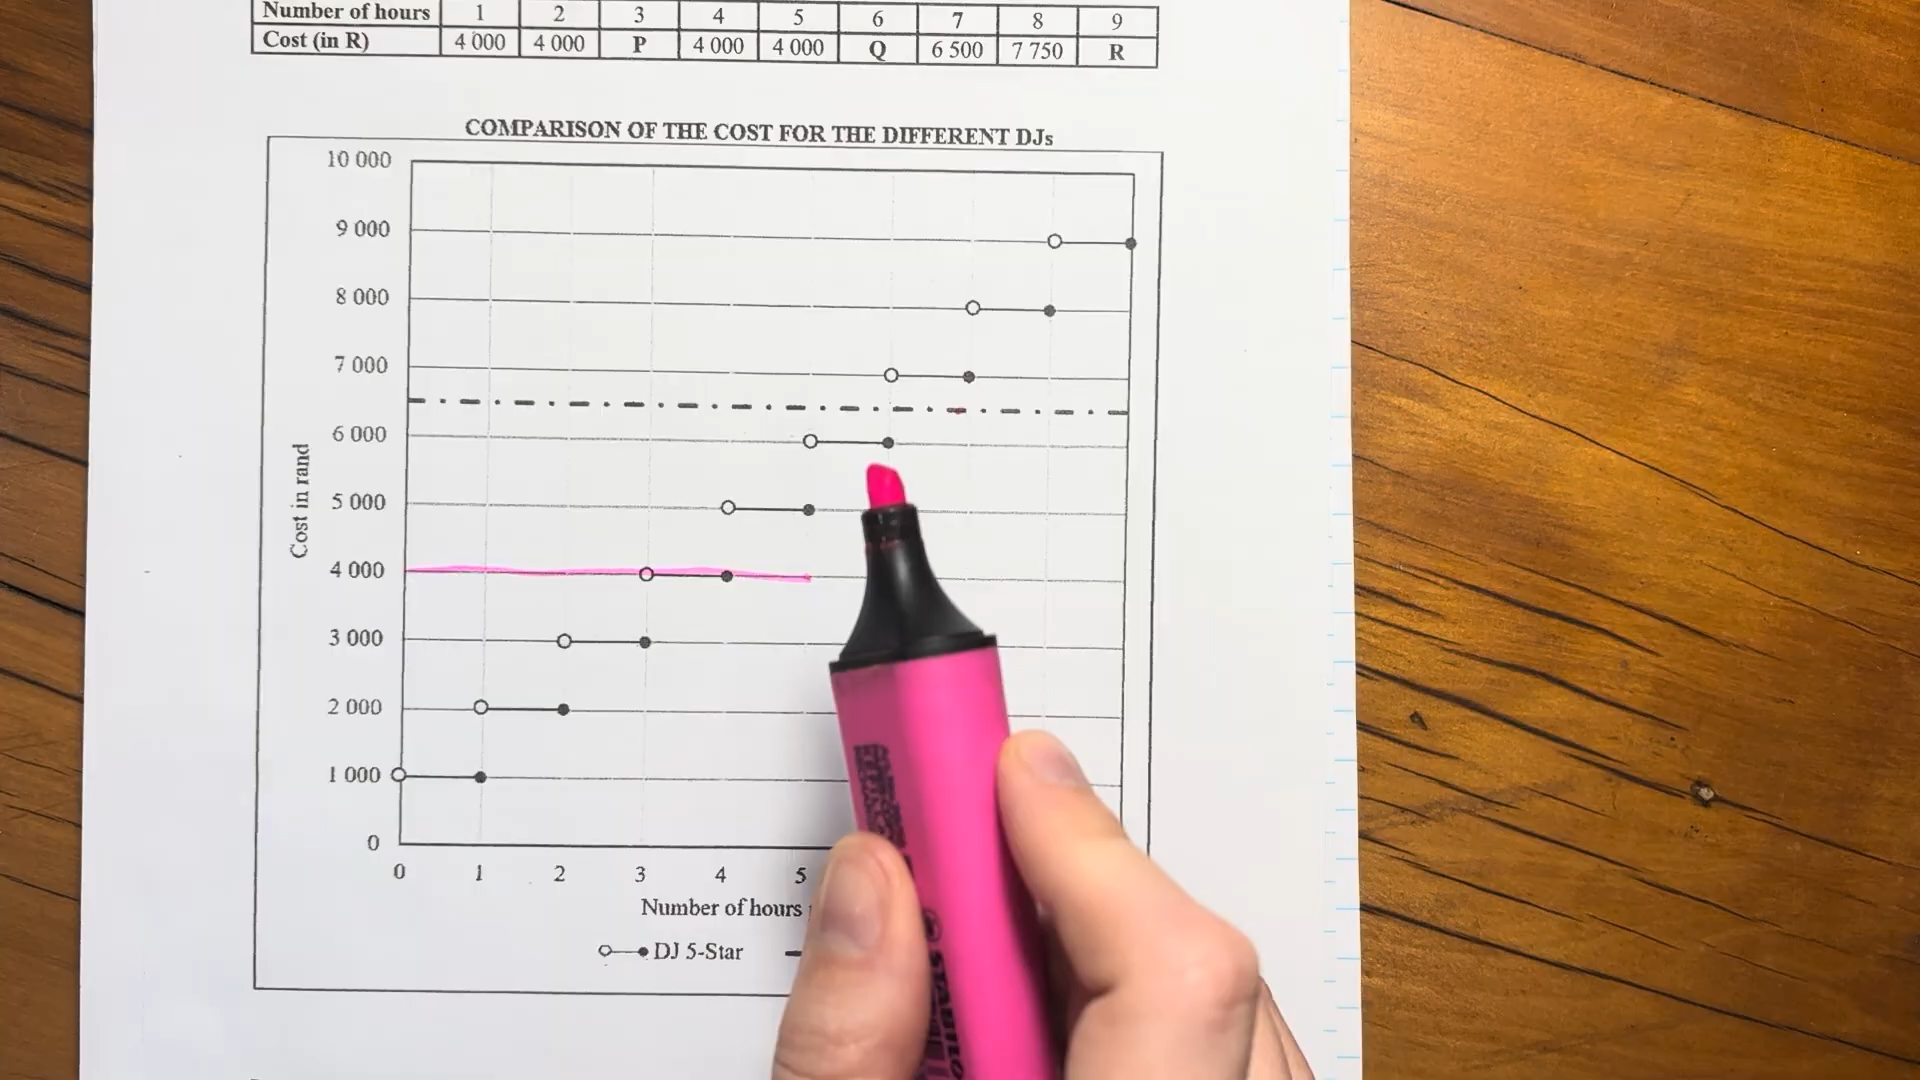 Number of hours 1 2 3 4 5 6 7 8 9
Cost (in R) 4 000 4 000 P 4 000 4 000 Q 6 500 7 750 R
COMPARISON OF THE COST FOR THE DIFFERENT DJs
10 000
9 000
8 000
7 000
6 000
5 000
4 000
3 000
2 000
1 000
0
Cost in rand
0 1 2 3 4 5
Number of hours
DJ 5-Star